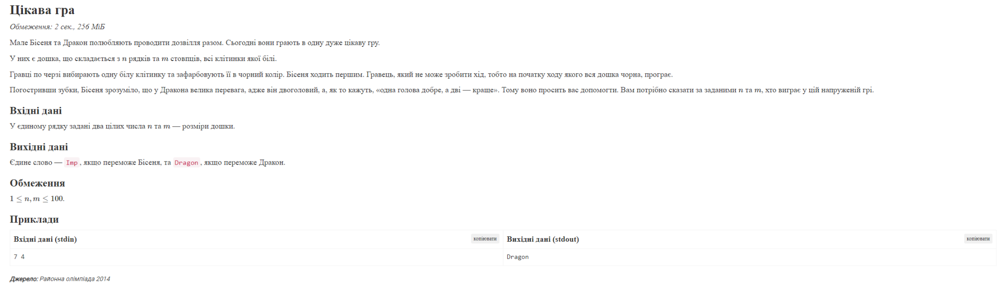 Цікава гра
Обмеження: 2 сек., 256 МіБ
Мале Бісеня та Дракон полюбляють проводити дозвілля разом. Сьогодні вони грають в одну дуже цікаву гру.
У них є дошка, що складається з n рядків та m стовпців, всі клітинки якої білі.
Гравці по черзі вибирають одну білу клітинку та зафарбовують її в чорний колір. Бісеня ходить першим. Гравець, який не може зробити хід, тобто на початку ходу якого вся дошка чорна, програє.
Погостривши зубки, Бісеня зрозуміло, що у Дракона велика перевага, адже він двоголовий, а, як то кажуть, «одна голова добре, а дві — краще». Тому воно просить вас допомогти. Вам потрібно сказати за заданими n та m, хто виграє у цій напруженій грі.
Вхідні дані
У єдиному рядку задані два цілих числа n та m — розміри дошки.
Вихідні дані
Єдине слово — Imp, якщо переможе Бісеня, та Dragon, якщо переможе Дракон.
Обмеження
1 ≤ n, m ≤ 100.
Приклади
Вхідні дані (stdin) копіювати Вихідні дані (stdout) копіювати
7 4 Dragon
Джерело: Районна олімпіада 2014